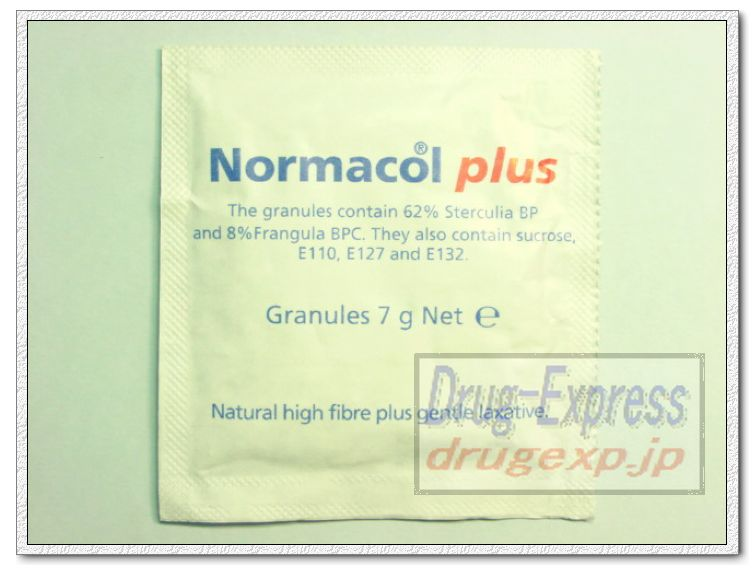 Normacol® plus
The granules contain 62% Sterculia BP
and 8%Frangula BPC. They also contain sucrose,
E110, E127 and E132.
Granules 7 g Net ℮
Natural high fibre plus gentle laxative.
Drug-Express
drugexp.jp